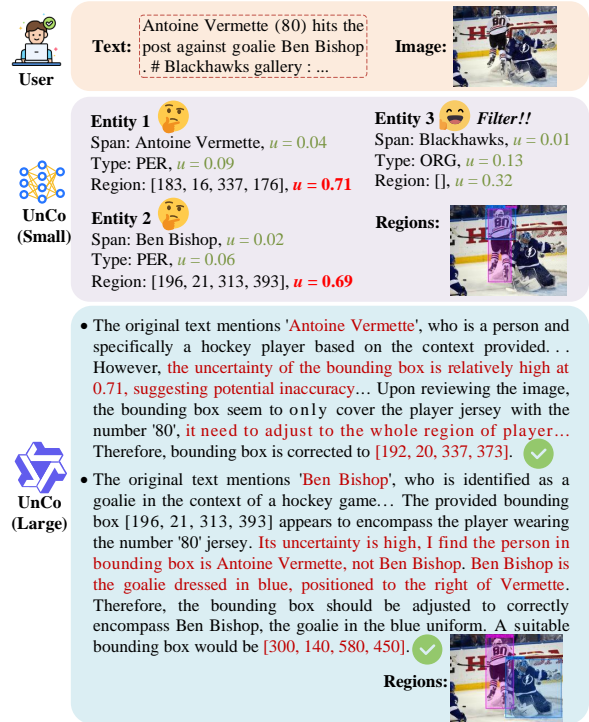 User
Text:
Antoine Vermette (80) hits the
post against goalie Ben Bishop
. # Blackhawks gallery : ...
Image:
80
UnCo
(Small)
Entity 1
Span: Antoine Vermette, u = 0.04
Type: PER, u = 0.09
Region: [183, 16, 337, 176], u = 0.71
Entity 2
Span: Ben Bishop, u = 0.02
Type: PER, u = 0.06
Region: [196, 21, 313, 393], u = 0.69
Entity 3 Filter!!
Span: Blackhawks, u = 0.01
Type: ORG, u = 0.13
Region: [], u = 0.32
Regions:
80
UnCo
(Large)
• The original text mentions 'Antoine Vermette', who is a person and
specifically a hockey player based on the context provided. . .
However, the uncertainty of the bounding box is relatively high at
0.71, suggesting potential inaccuracy… Upon reviewing the image,
the bounding box seem to only cover the player jersey with the
number '80', it need to adjust to the whole region of player…
Therefore, bounding box is corrected to [192, 20, 337, 373].
• The original text mentions 'Ben Bishop', who is identified as a
goalie in the context of a hockey game… The provided bounding
box [196, 21, 313, 393] appears to encompass the player wearing
the number '80' jersey. Its uncertainty is high, I find the person in
bounding box is Antoine Vermette, not Ben Bishop. Ben Bishop is
the goalie dressed in blue, positioned to the right of Vermette.
Therefore, the bounding box should be adjusted to correctly
encompass Ben Bishop, the goalie in the blue uniform. A suitable
bounding box would be [300, 140, 580, 450].
Regions:
80